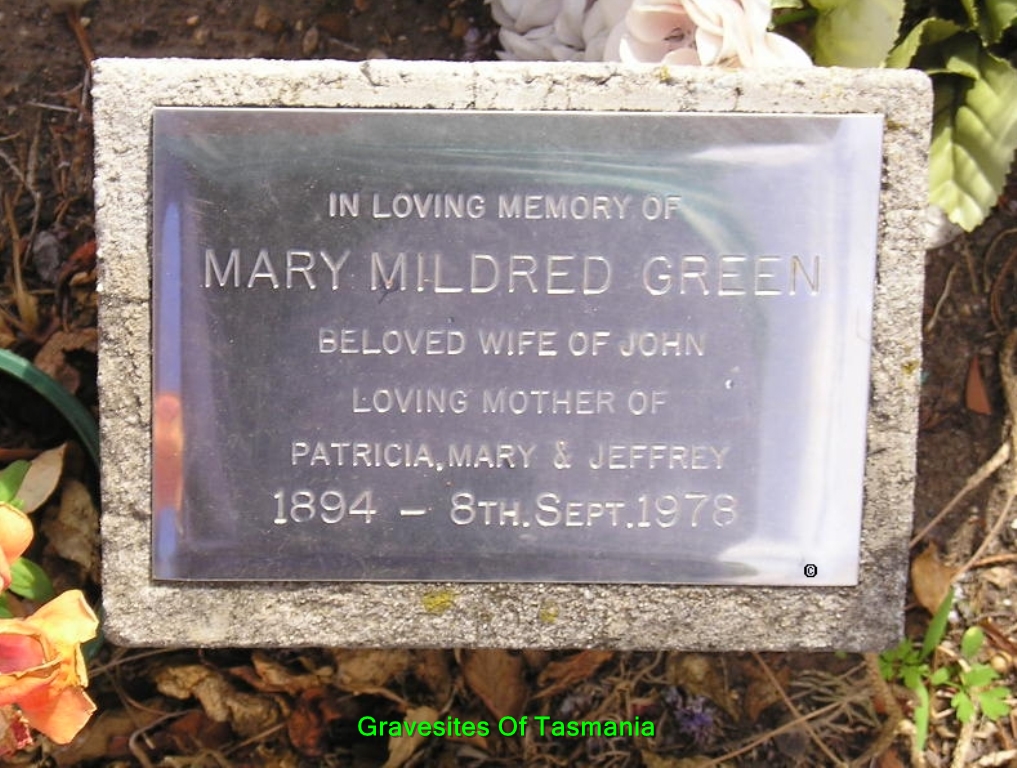 IN LOVING MEMORY OF
MARY MILDRED GREEN
BELOVED WIFE OF JOHN
LOVING MOTHER OF
PATRICIA, MARY & JEFFREY
1894 - 8TH. SEPT. 1978
©
Gravesites Of Tasmania